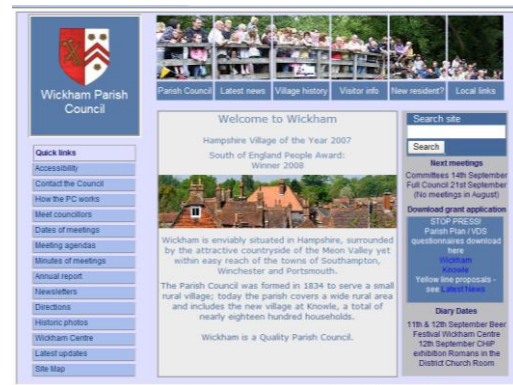 Wickham Parish
Council
Parish Council
Latest news
Village history
Visitor info
New resident?
Local links
Quick links
Accessibility
Contact the Council
How the PC works
Meet councillors
Dates of meetings
Meeting agendas
Minutes of meetings
Annual report
Newsletters
Directions
Historic photos
Wickham Centre
Latest updates
Site Map
Welcome to Wickham
Hampshire Village of the Year 2007
South of England People Award:
Winner 2008
Wickham is enviably situated in Hampshire, surrounded
by the attractive countryside of the Meon Valley yet
within easy reach of the towns of Southampton,
Winchester and Portsmouth.
The Parish Council was formed in 1834 to serve a small
rural village; today the parish covers a wide rural area
and includes the new village at Knowle, a total of
nearly eighteen hundred households.
Wickham is a Quality Parish Council.
Search site
Search
Next meetings
Committees 14th September
Full Council 21st September
(No meetings in August)
Download grant application
STOP PRESS!
Parish Plan / VDS
questionnaires download
here
Wickham
Knowle
Yellow line proposals -
see Latest News
Diary Dates
11th & 12th September Beer
Festival Wickham Centre
12th September CHiP
exhibition Romans in the
District Church Room